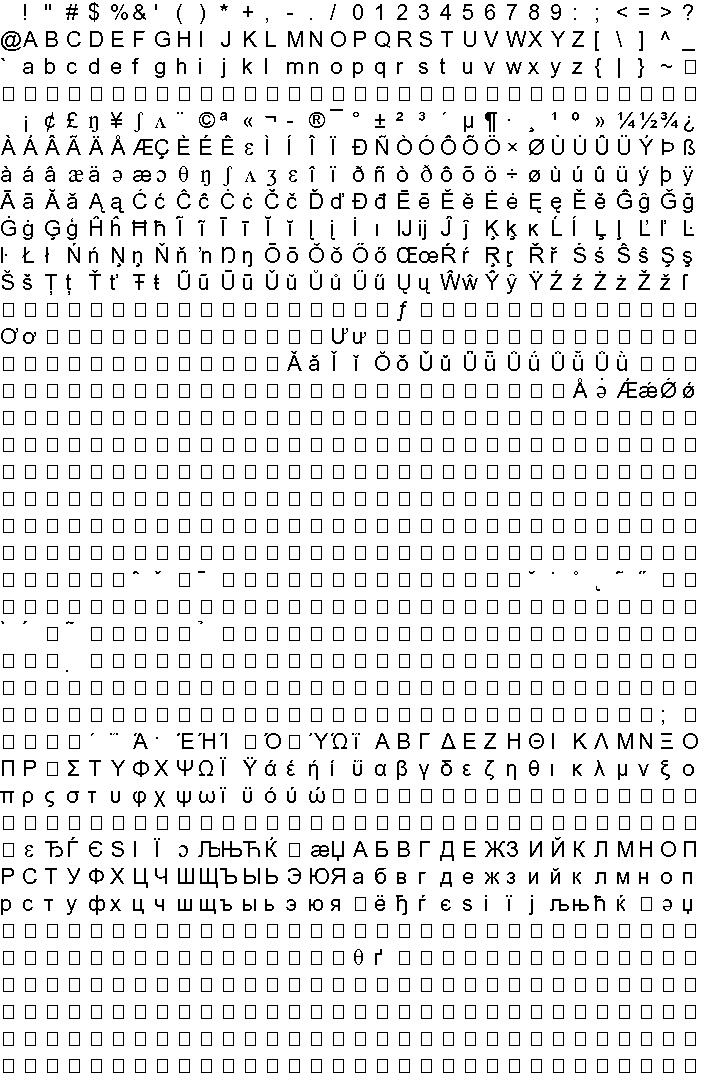 ! " # $ % & ' ( ) * + , - . / 0 1 2 3 4 5 6 7 8 9 : ; < = > ?
@ A B C D E F G H I J K L M N O P Q R S T U V W X Y Z [ \ ] ^ _
` a b c d e f g h i j k l m n o p q r s t u v w x y z { | } ~
¡ ¢ £ ŋ ¥ ʃ ʌ ¨ © ª « ¬ - ® ¯ ° ± ² ³ ´ µ ¶ · ¸ ¹ º » ¼ ½ ¾ ¿
À Á Â Ã Ä Å Æ Ç È É Ê ɛ Ì Í Î Ï Ð Ñ Ò Ó Ô Õ Ö × Ø Ù Ú Û Ü Ý Þ ß
à á â æ ä ə æ ɔ θ ŋ ʃ ʌ ʒ ɛ î ï ð ñ ò ð ô õ ö ÷ ø ù ú û ü ý þ ÿ
Ā ā Ă ă Ą ą Ć ć Ĉ ĉ Ċ ċ Č č Ď ď Đ đ Ē ē Ĕ ĕ Ė ė Ę ę Ě ě Ĝ ĝ Ğ ğ
Ġ ġ Ģ ģ Ĥ ĥ Ħ ħ Ĩ ĩ Ī ī Ĭ ĭ Į į İ ı Ĳ ĳ Ĵ ĵ Ķ ķ ĸ Ĺ ĺ Ļ ļ Ľ ľ Ŀ
ŀ Ł ł Ń ń Ņ ņ Ň ň ŉ Ŋ ŋ Ō ō Ŏ ŏ Ő ő Œ œ Ŕ ŕ Ŗ ŗ Ř ř Ś ś Ŝ ŝ Ş ş
Š š Ţ ţ Ť ť Ŧ ŧ Ũ ũ Ū ū Ŭ ŭ Ů ů Ű ű Ų ų Ŵ ŵ Ŷ ŷ Ÿ Ź ź Ż ż Ž ž ſ
ƒ
Ơ ơ Ư ư
Ǎ ǎ Ǐ ǐ Ǒ ǒ Ǔ ǔ Ǖ ǖ Ǘ ǘ Ǚ ǚ Ǜ ǜ
Ǻ ǻ Ǽ ǽ Ǿ ǿ
ˆ ˇ ˉ ˘ ˙ ˚ ˛ ˜ ˝
̀ ́ ̃ ̉
̣
;
΄ ΅ Ά · Έ Ή Ί Ό Ύ Ώ ΐ Α Β Γ Δ Ε Ζ Η Θ Ι Κ Λ Μ Ν Ξ Ο
Π Ρ Σ Τ Υ Φ Χ Ψ Ω Ϊ Ϋ ά έ ή ί ΰ α β γ δ ε ζ η θ ι κ λ μ ν ξ ο
π ρ ς σ τ υ φ χ ψ ω ϊ ϋ ό ύ ώ
ɛ Ђ Ѓ Є Ѕ І Ї ɔ Љ Њ Ћ Ќ æ Џ А Б В Г Д Е Ж З И Й К Л М Н О П
Р С Т У Ф Х Ц Ч Ш Щ Ъ Ы Ь Э Ю Я а б в г д е ж з и й к л м н о п
р с т у ф х ц ч ш щ ъ ы ь э ю я ё ђ ѓ є ѕ і ї ј љ њ ћ ќ ə џ
θ ґ